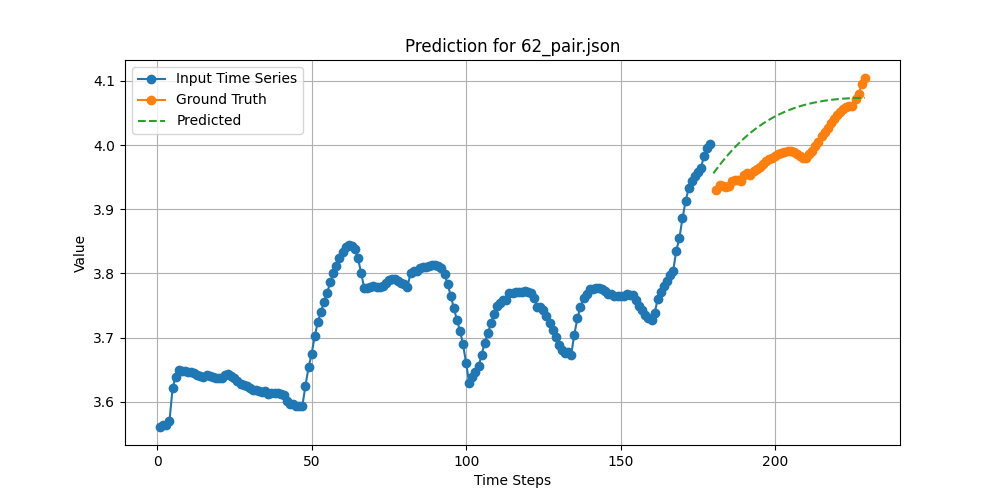 Prediction for 62_pair.json
Input Time Series
Ground Truth
Predicted
4.1
4.0
3.9
3.8
3.7
3.6
Value
0 50 100 150 200
Time Steps